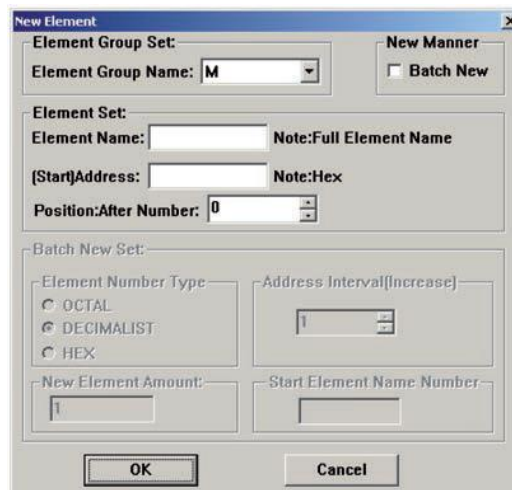 New Element
Element Group Set:
Element Group Name: M
New Manner
Batch New
Element Set:
Element Name: Note:Full Element Name
(Start)Address: Note:Hex
Position:After Number: 0
Batch New Set:
Element Number Type
OCTAL
DECIMALIST
HEX
Address Interval(Increase)
1
New Element Amount:
1
Start Element Name Number
OK Cancel